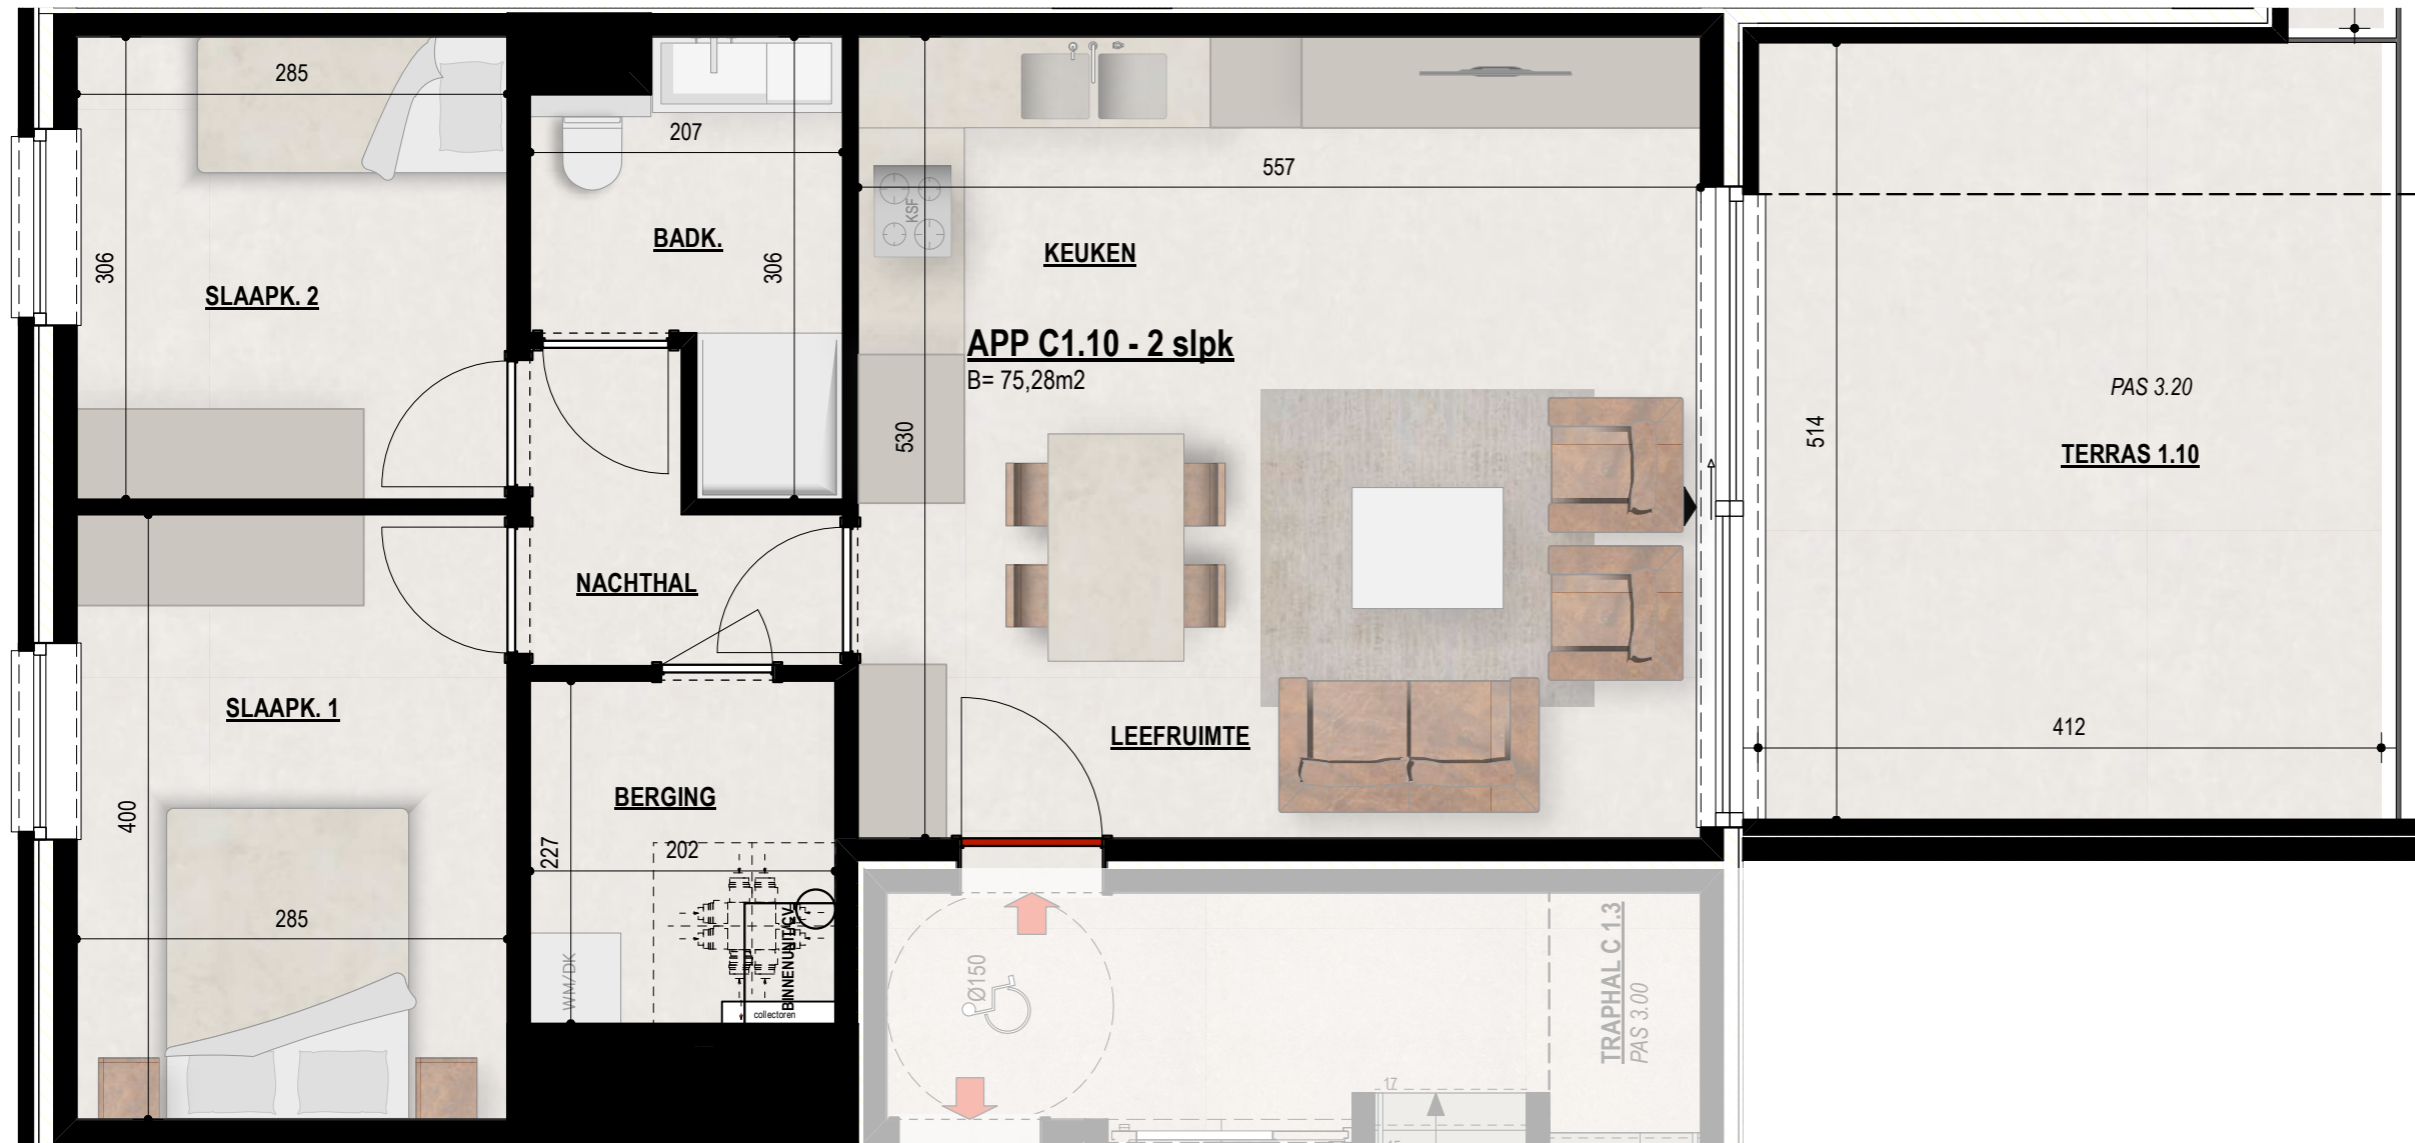 285
306
SLAAPK. 2
207
BADK.
306
557
KSF
KEUKEN
APP C1.10 - 2 slpk
B= 75,28m2
530
PAS 3.20
TERRAS 1.10
514
412
NACHTHAL
SLAAPK. 1
400
285
BERGING
227
202
WM/DK
BINNENUNIT CV
collectoren
LEEFRUIMTE
Ø150
TRAPHAL C 1.3
PAS 3.00
17